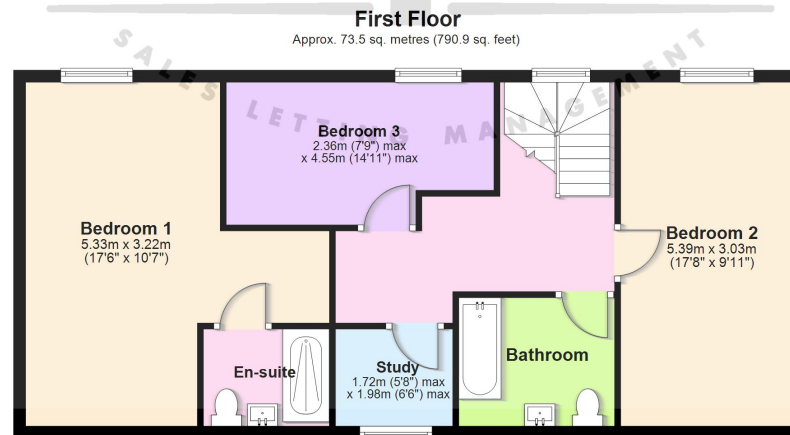 First Floor
Approx. 73.5 sq. metres (790.9 sq. feet)
SALES LETTING MANAGEMENT
Bedroom 3
2.36m (7'9") max
x 4.55m (14'11") max
Bedroom 1
5.33m x 3.22m
(17'6" x 10'7")
Bedroom 2
5.39m x 3.03m
(17'8" x 9'11")
En-suite
Study
1.72m (5'8") max
x 1.98m (6'6") max
Bathroom